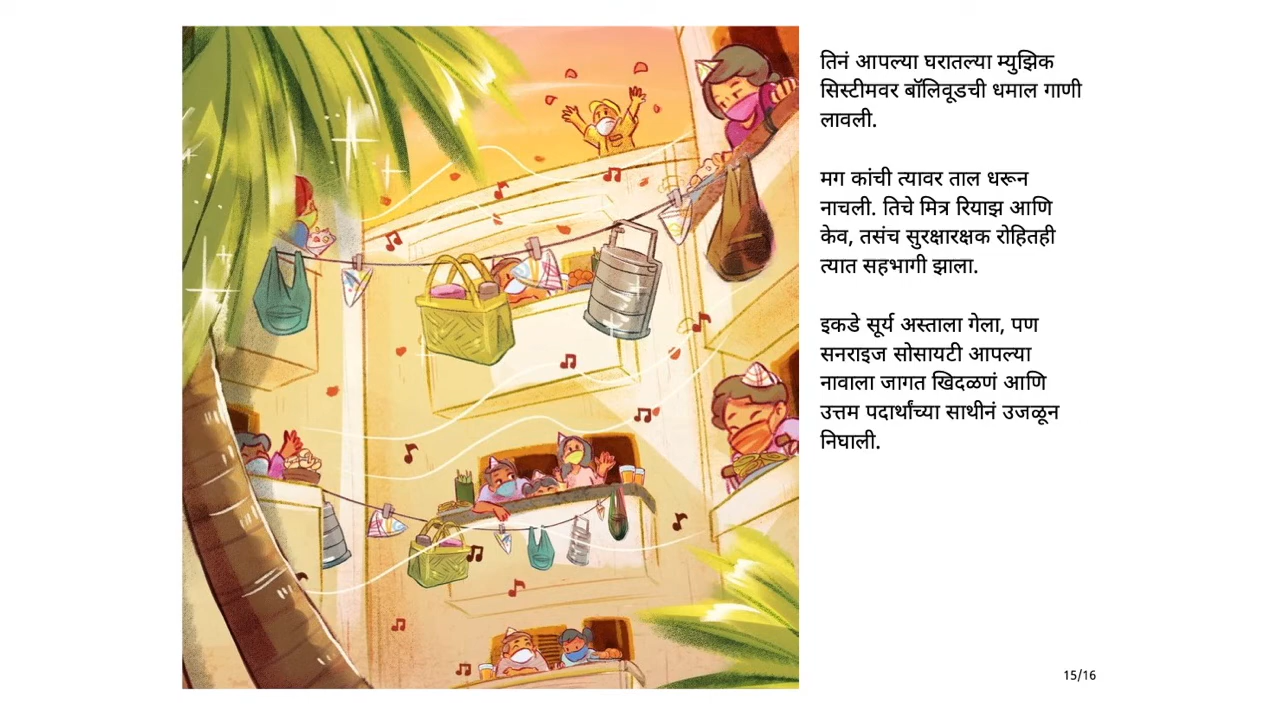 तिनं आपल्या घरातल्या म्युझिक
सिस्टीमवर बॉलिवूडची धमाल गाणी
लावली.
मग कांची त्यावर ताल धरून
नाचली. तिचे मित्र रियाझ आणि
केव, तसंच सुरक्षारक्षक रोहितही
त्यात सहभागी झाला.
इकडे सूर्य अस्ताला गेला, पण
सनराइज सोसायटी आपल्या
नावाला जागत खिदळणं आणि
उत्तम पदार्थांच्या साथीनं उजळून
निघाली.
15/16